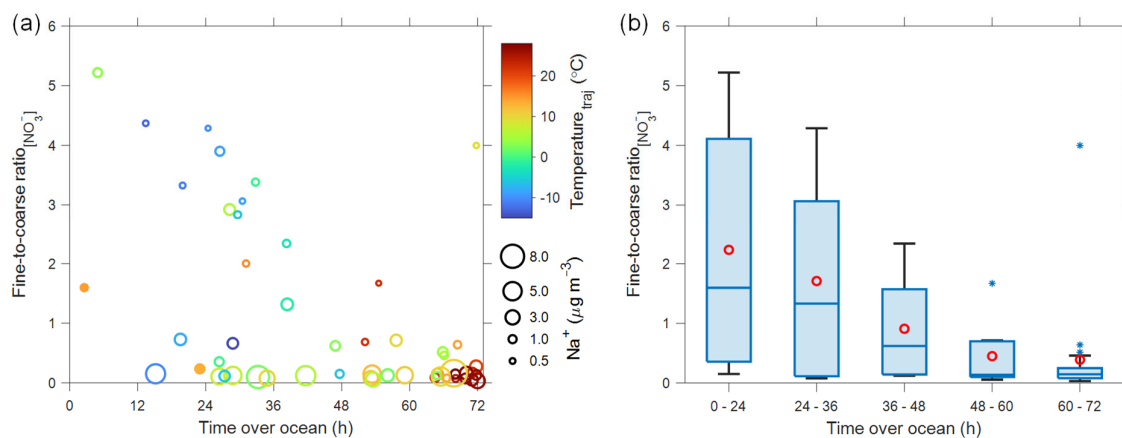 (a)
6
5
4
3
2
1
0
Fine-to-coarse ratio[NO₃⁻]
0 12 24 36 48 60 72
Time over ocean (h)
20
10
0
-10
Temperature_traj (°C)
8.0
5.0
3.0
1.0
0.5
Na⁺ (μg m⁻³)
(b)
6
5
4
3
2
1
0
Fine-to-coarse ratio[NO₃⁻]
0 - 24 24 - 36 36 - 48 48 - 60 60 - 72
Time over ocean (h)